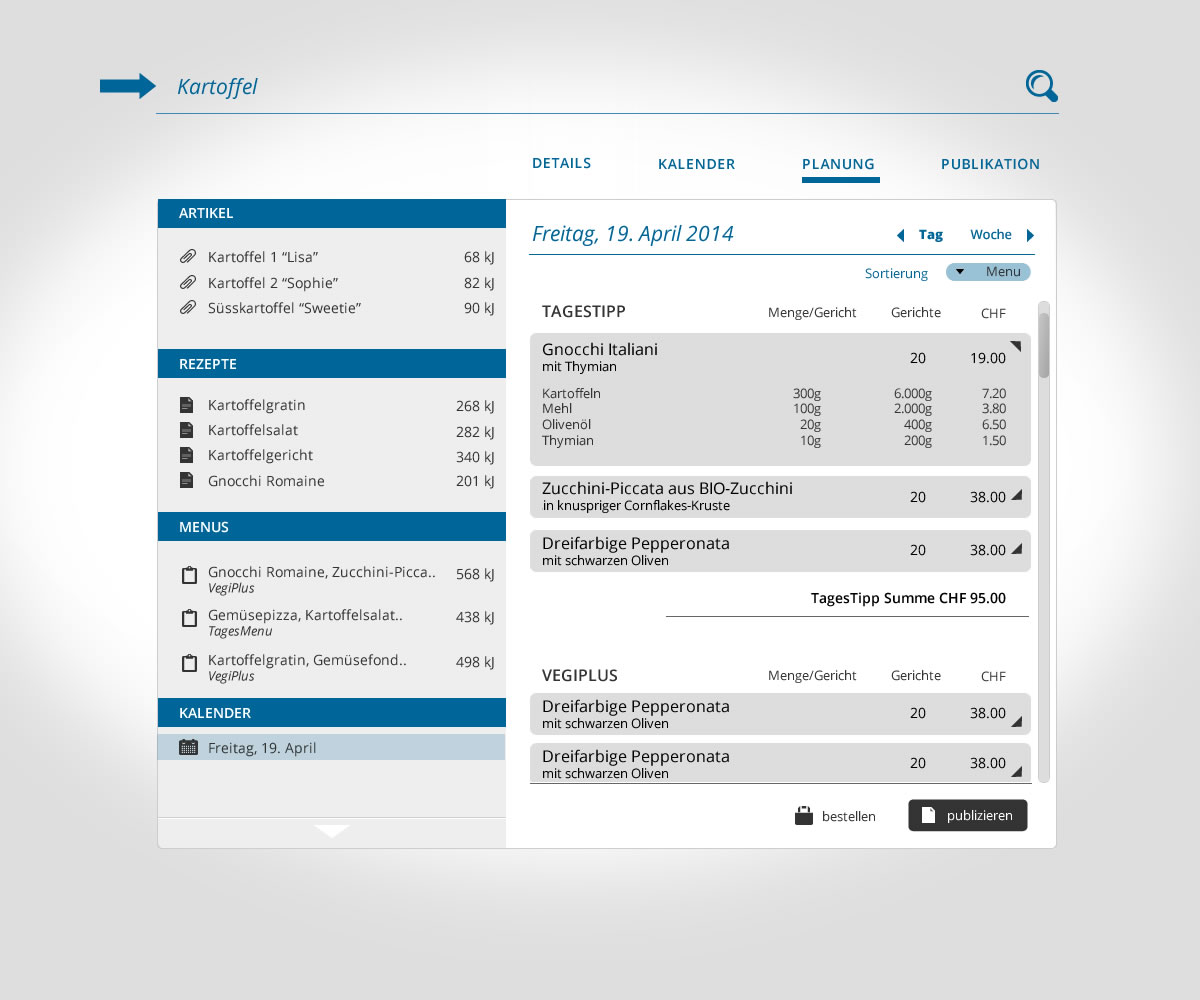 Kartoffel
DETAILS KALENDER PLANUNG PUBLIKATION
ARTIKEL
Kartoffel 1 “Lisa” 68 kJ
Kartoffel 2 “Sophie” 82 kJ
Süsskartoffel “Sweetie” 90 kJ
REZEPTE
Kartoffelgratin 268 kJ
Kartoffelsalat 282 kJ
Kartoffelgericht 340 kJ
Gnocchi Romaine 201 kJ
MENUS
Gnocchi Romaine, Zucchini-Picca.. 568 kJ
VegiPlus
Gemüsepizza, Kartoffelsalat.. 438 kJ
TagesMenu
Kartoffelgratin, Gemüsefond.. 498 kJ
VegiPlus
KALENDER
Freitag, 19. April
Freitag, 19. April 2014 Tag Woche
Sortierung Menu
TAGESTIPP Menge/Gericht Gerichte CHF
Gnocchi Italiani 20 19.00
mit Thymian
Kartoffeln 300g 6.000g 7.20
Mehl 100g 2.000g 3.80
Olivenöl 20g 400g 6.50
Thymian 10g 200g 1.50
Zucchini-Piccata aus BIO-Zucchini 20 38.00
in knuspriger Cornflakes-Kruste
Dreifarbige Pepperonata 20 38.00
mit schwarzen Oliven
TagesTipp Summe CHF 95.00
VEGIPLUS Menge/Gericht Gerichte CHF
Dreifarbige Pepperonata 20 38.00
mit schwarzen Oliven
Dreifarbige Pepperonata 20 38.00
mit schwarzen Oliven
bestellen publizieren